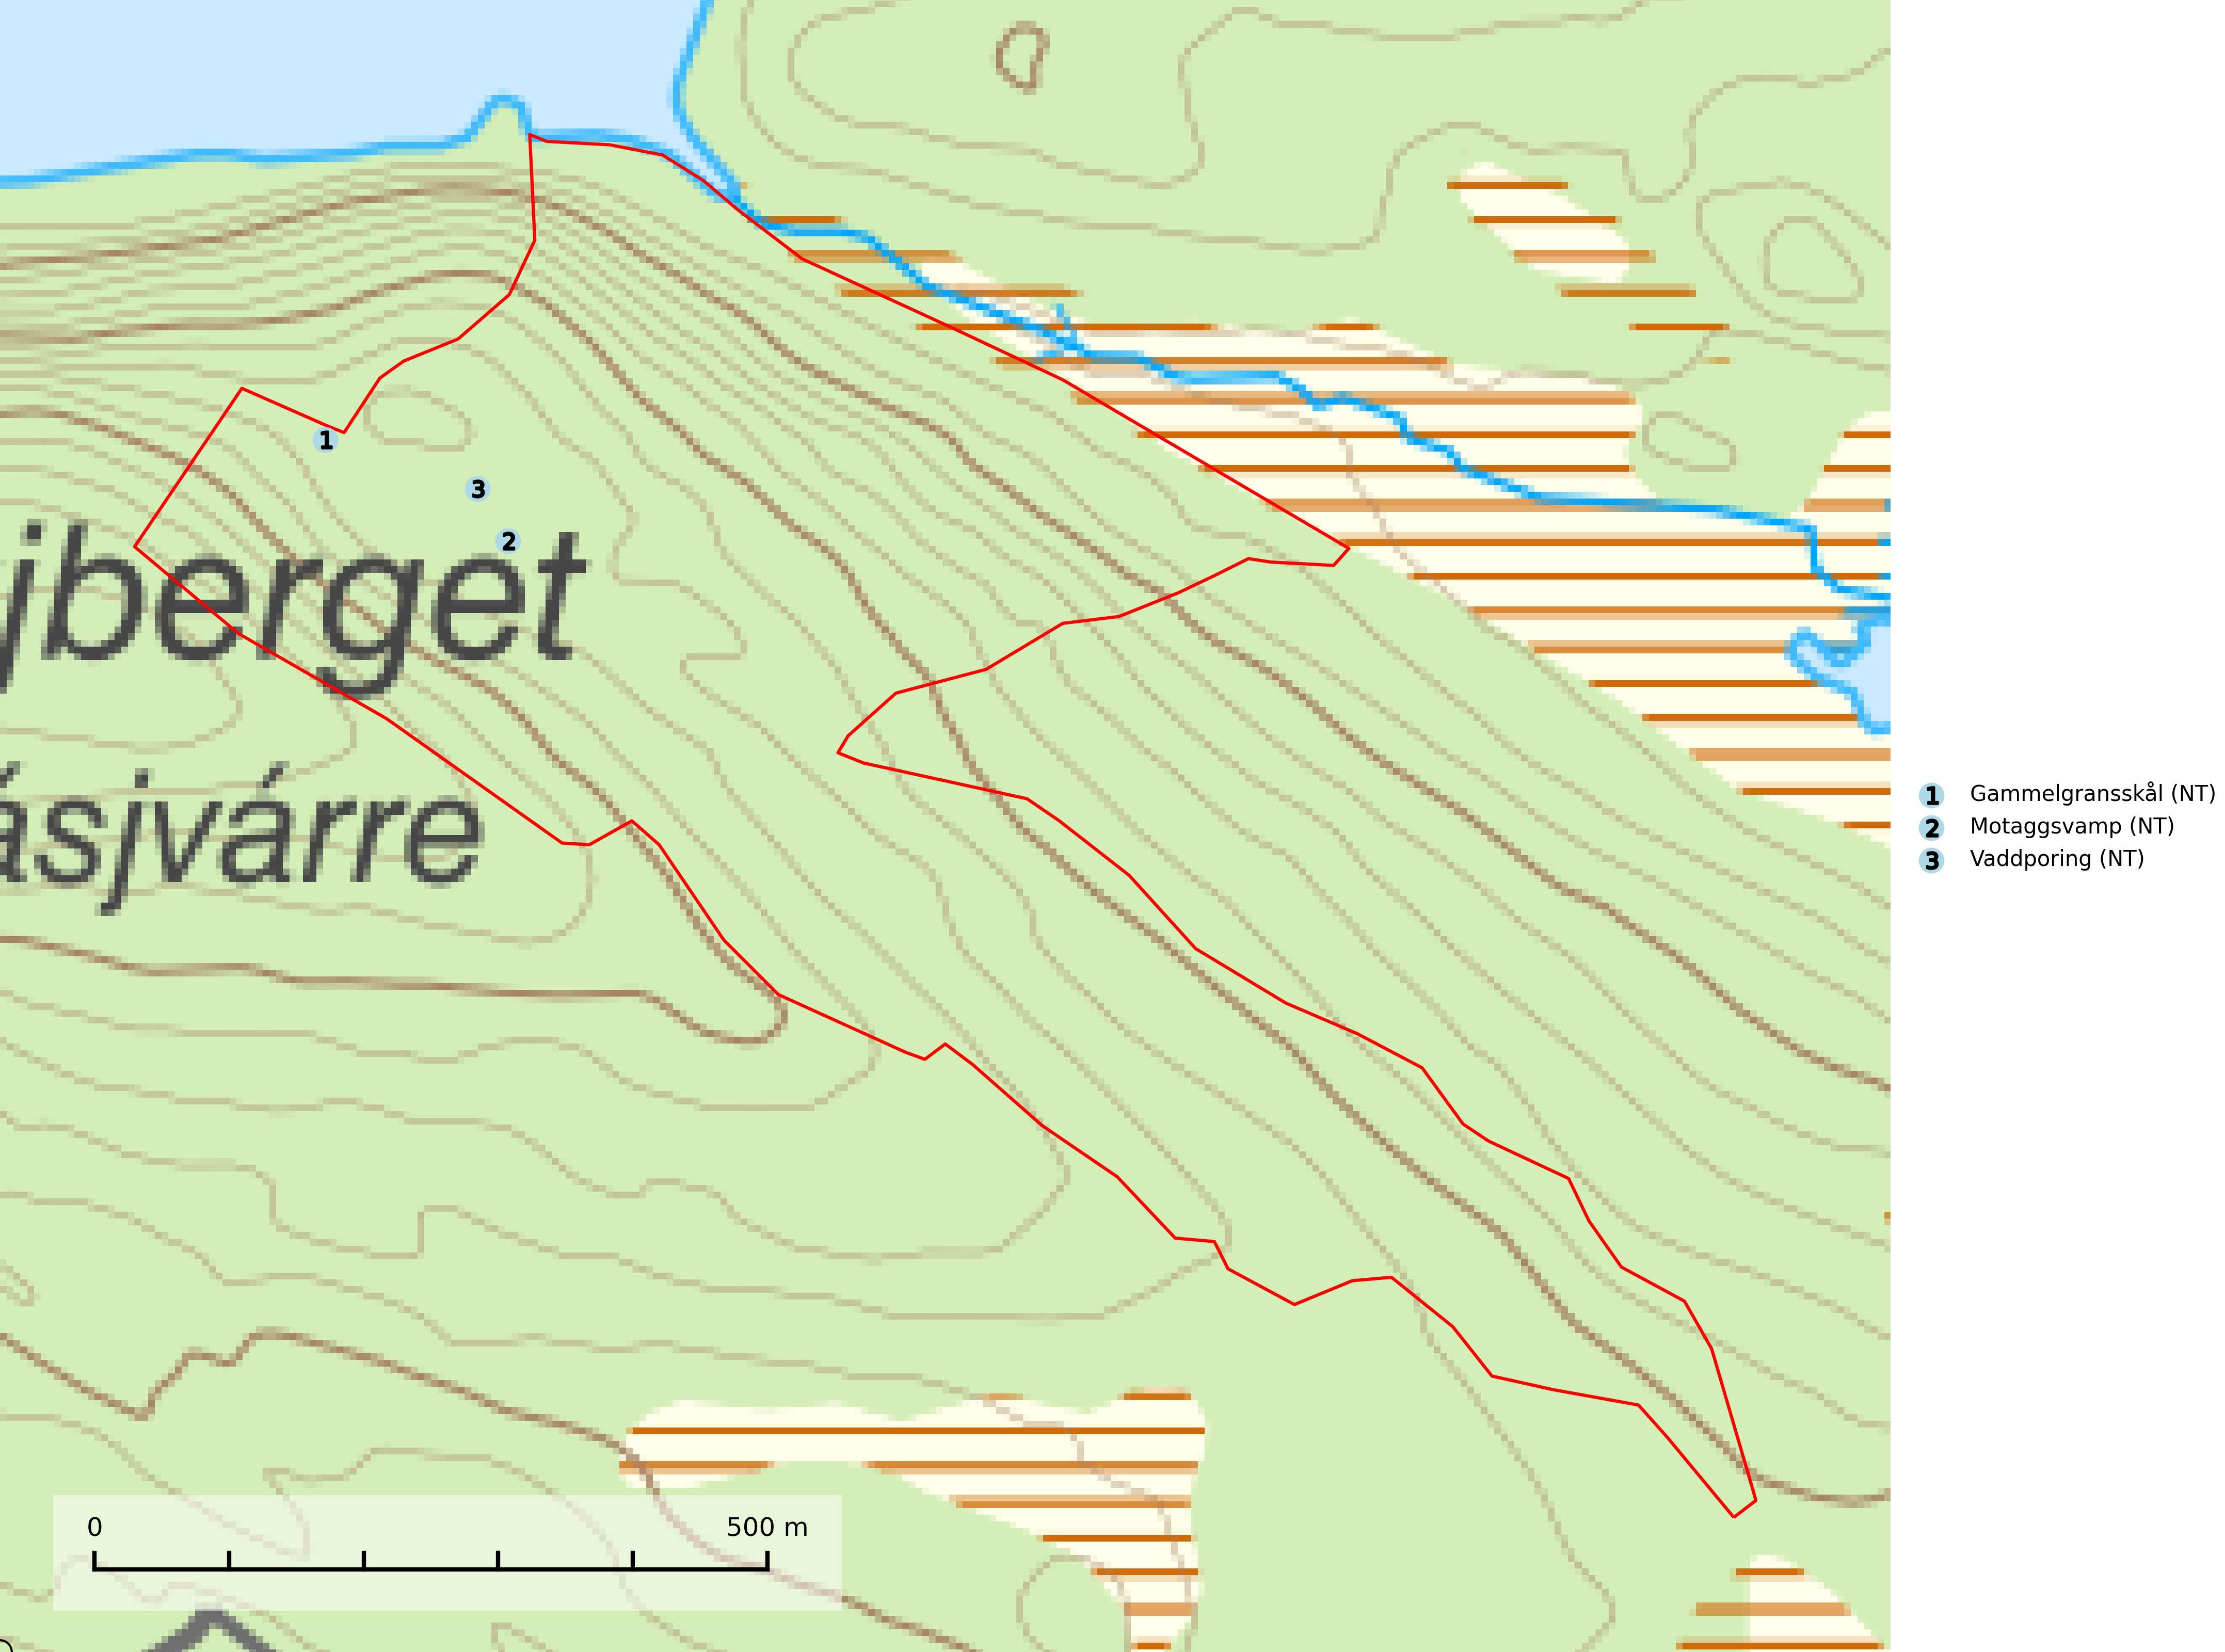 1
3
2
jberget
ásjvárre
1 Gammelgransskål (NT)
2 Motaggsvamp (NT)
3 Vaddporing (NT)
0 500 m